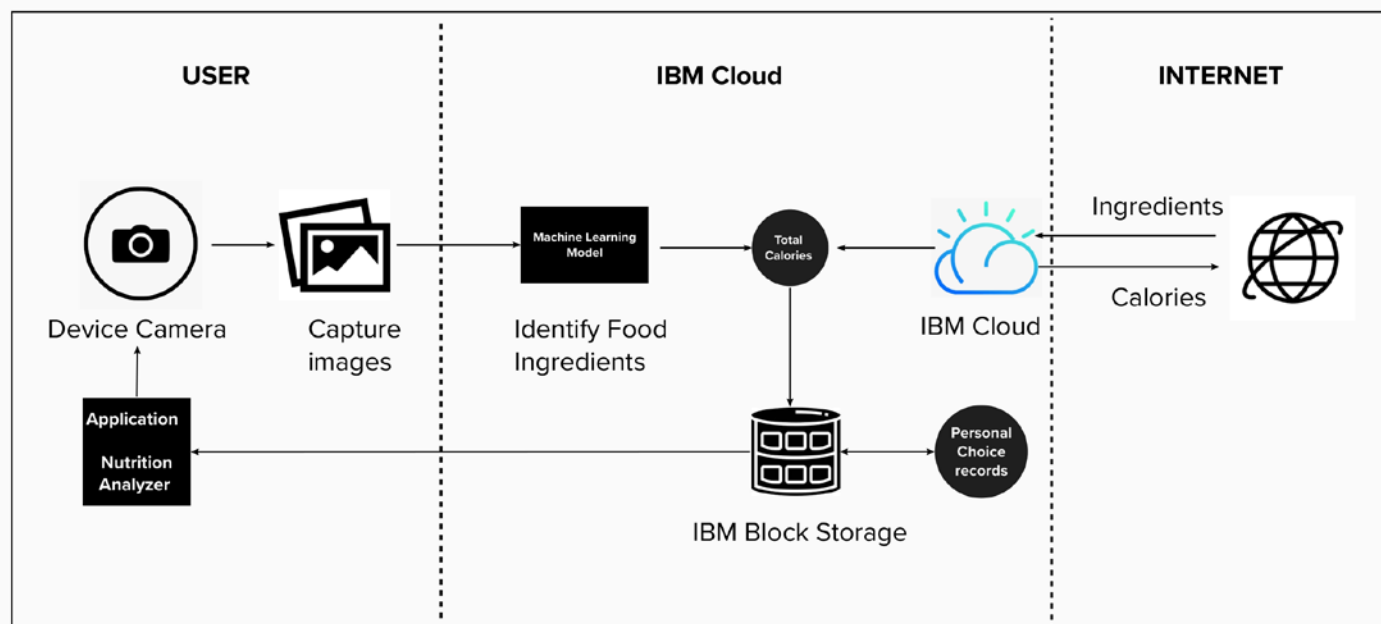 USER
IBM Cloud
INTERNET
Ingredients
Machine Learning
Model
Total
Calories
Calories
Device Camera
Capture
images
Identify Food
Ingredients
IBM Cloud
Application
Nutrition
Analyzer
Personal
Choice
records
IBM Block Storage